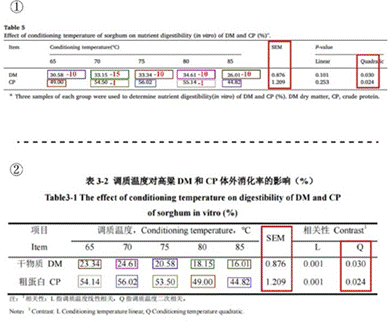 ①
Table 5
Effect of conditioning temperature of sorghum on nutrient digestibility (in vitro) of DM and CP (%)ᵃ.
Item Conditioning temperature(°C) SEM P-value
65 70 75 80 85 Linear Quadratic
DM 30.58 -10 33.15 -15 33.34 -10 34.61 -10 36.01 -10 0.876 0.101 0.030
CP 49.00 54.50 -1 56.02 55.14 -1 44.82 1.209 0.253 0.024
ᵃ Three samples of each group were used to determine nutrient digestibility(in vitro) of DM and CP (%). DM dry matter, CP, crude protein.
②
表 3-2 调质温度对高粱 DM 和 CP 体外消化率的影响（%）
Table3-1 The effect of conditioning temperature on digestibility of DM and CP
of sorghum in vitro (%)
项目 调质温度，Conditioning temperature，℃ SEM 相关性 Contrast¹
Item 65 70 75 80 85 L Q
干物质 DM 23.34 24.61 20.58 18.15 16.01 0.876 0.001 0.030
粗蛋白 CP 54.14 56.02 53.50 49.00 44.82 1.209 0.001 0.024
注：¹相关性：L 指调质温度线性相关，Q 指调质温度二次相关。
Note: ¹Contrast: L Conditioning temperature linear; Q Conditioning temperature quadratic.